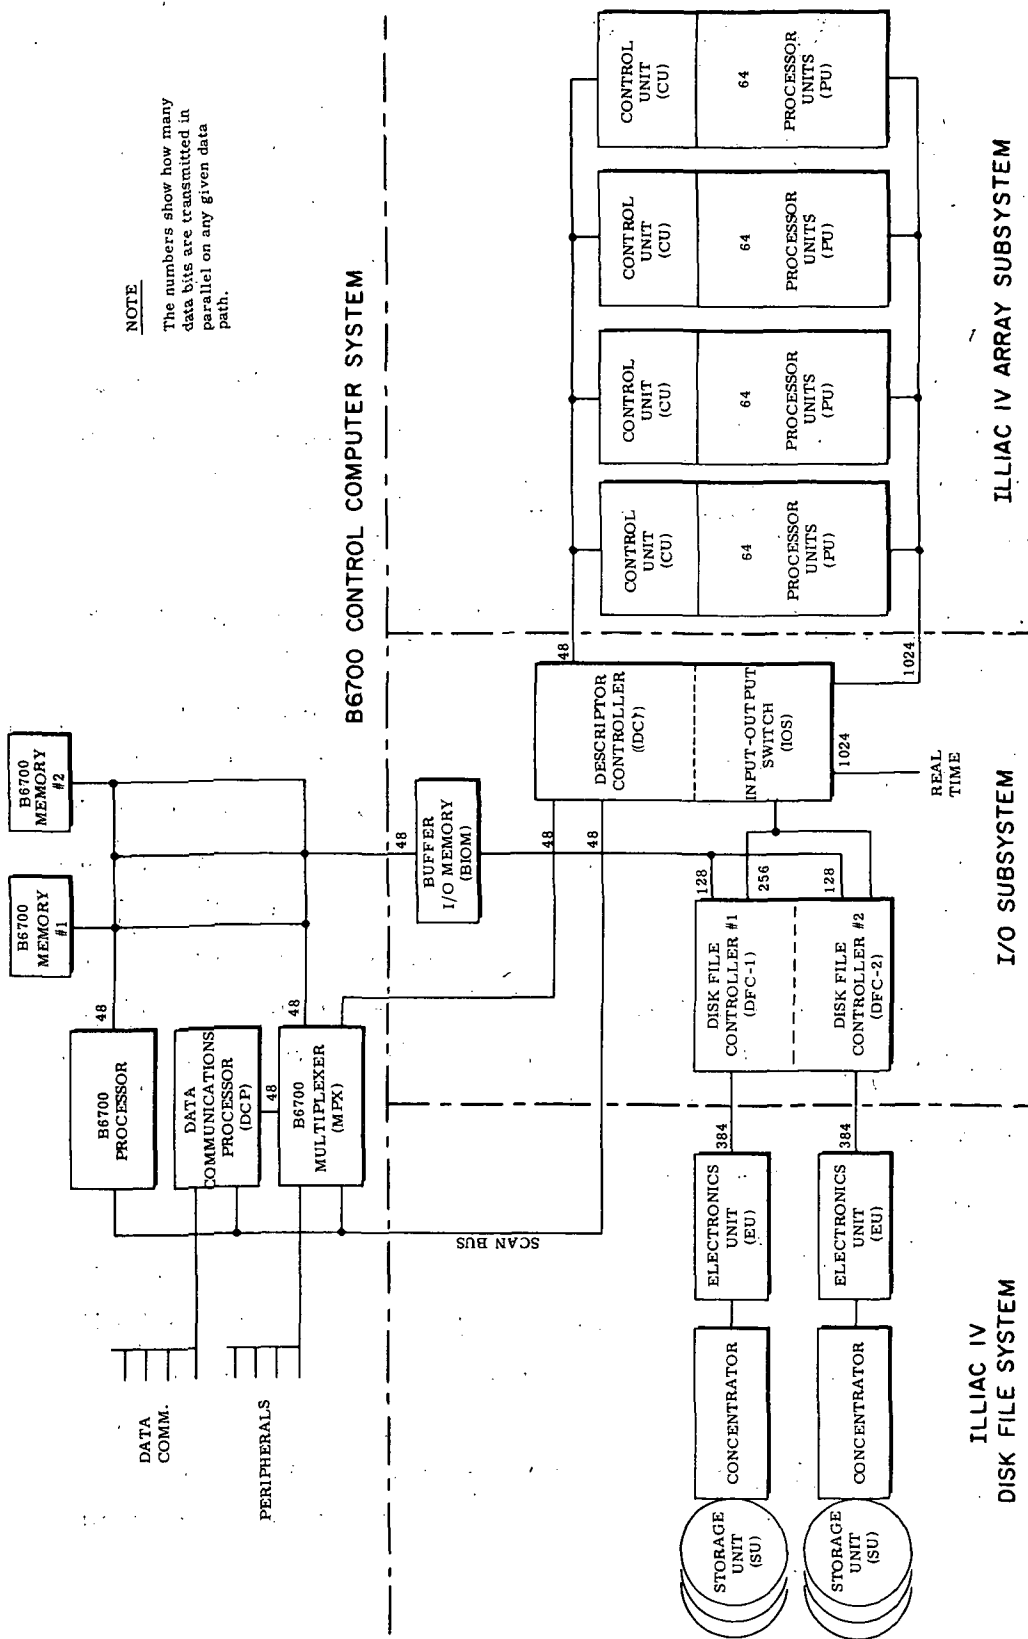 NOTE
The numbers show how many
data bits are transmitted in
parallel on any given data
path.
B6700
MEMORY
#1
B6700
MEMORY
#2
48
B6700
PROCESSOR
DATA
COMMUNICATIONS
PROCESSOR
(DCP)
48
B6700
MULTIPLEXER
(MPX)
48
DATA
COMM.
PERIPHERALS
B6700 CONTROL COMPUTER SYSTEM
SCAN BUS
48
BUFFER
I/O MEMORY
(BIOM)
48
48
DESCRIPTOR
CONTROLLER
(DC)
INPUT-OUTPUT
SWITCH
(IOS)
48
1024
1024
REAL
TIME
128
256
128
DISK FILE
CONTROLLER #1
(DFC-1)
DISK FILE
CONTROLLER #2
(DFC-2)
I/O SUBSYSTEM
384
384
ELECTRONICS
UNIT
(EU)
ELECTRONICS
UNIT
(EU)
CONCENTRATOR
CONCENTRATOR
STORAGE
UNIT
(SU)
STORAGE
UNIT
(SU)
ILLIAC IV
DISK FILE SYSTEM
CONTROL
UNIT
(CU)
64
PROCESSOR
UNITS
(PU)
CONTROL
UNIT
(CU)
64
PROCESSOR
UNITS
(PU)
CONTROL
UNIT
(CU)
64
PROCESSOR
UNITS
(PU)
CONTROL
UNIT
(CU)
64
PROCESSOR
UNITS
(PU)
ILLIAC IV ARRAY SUBSYSTEM